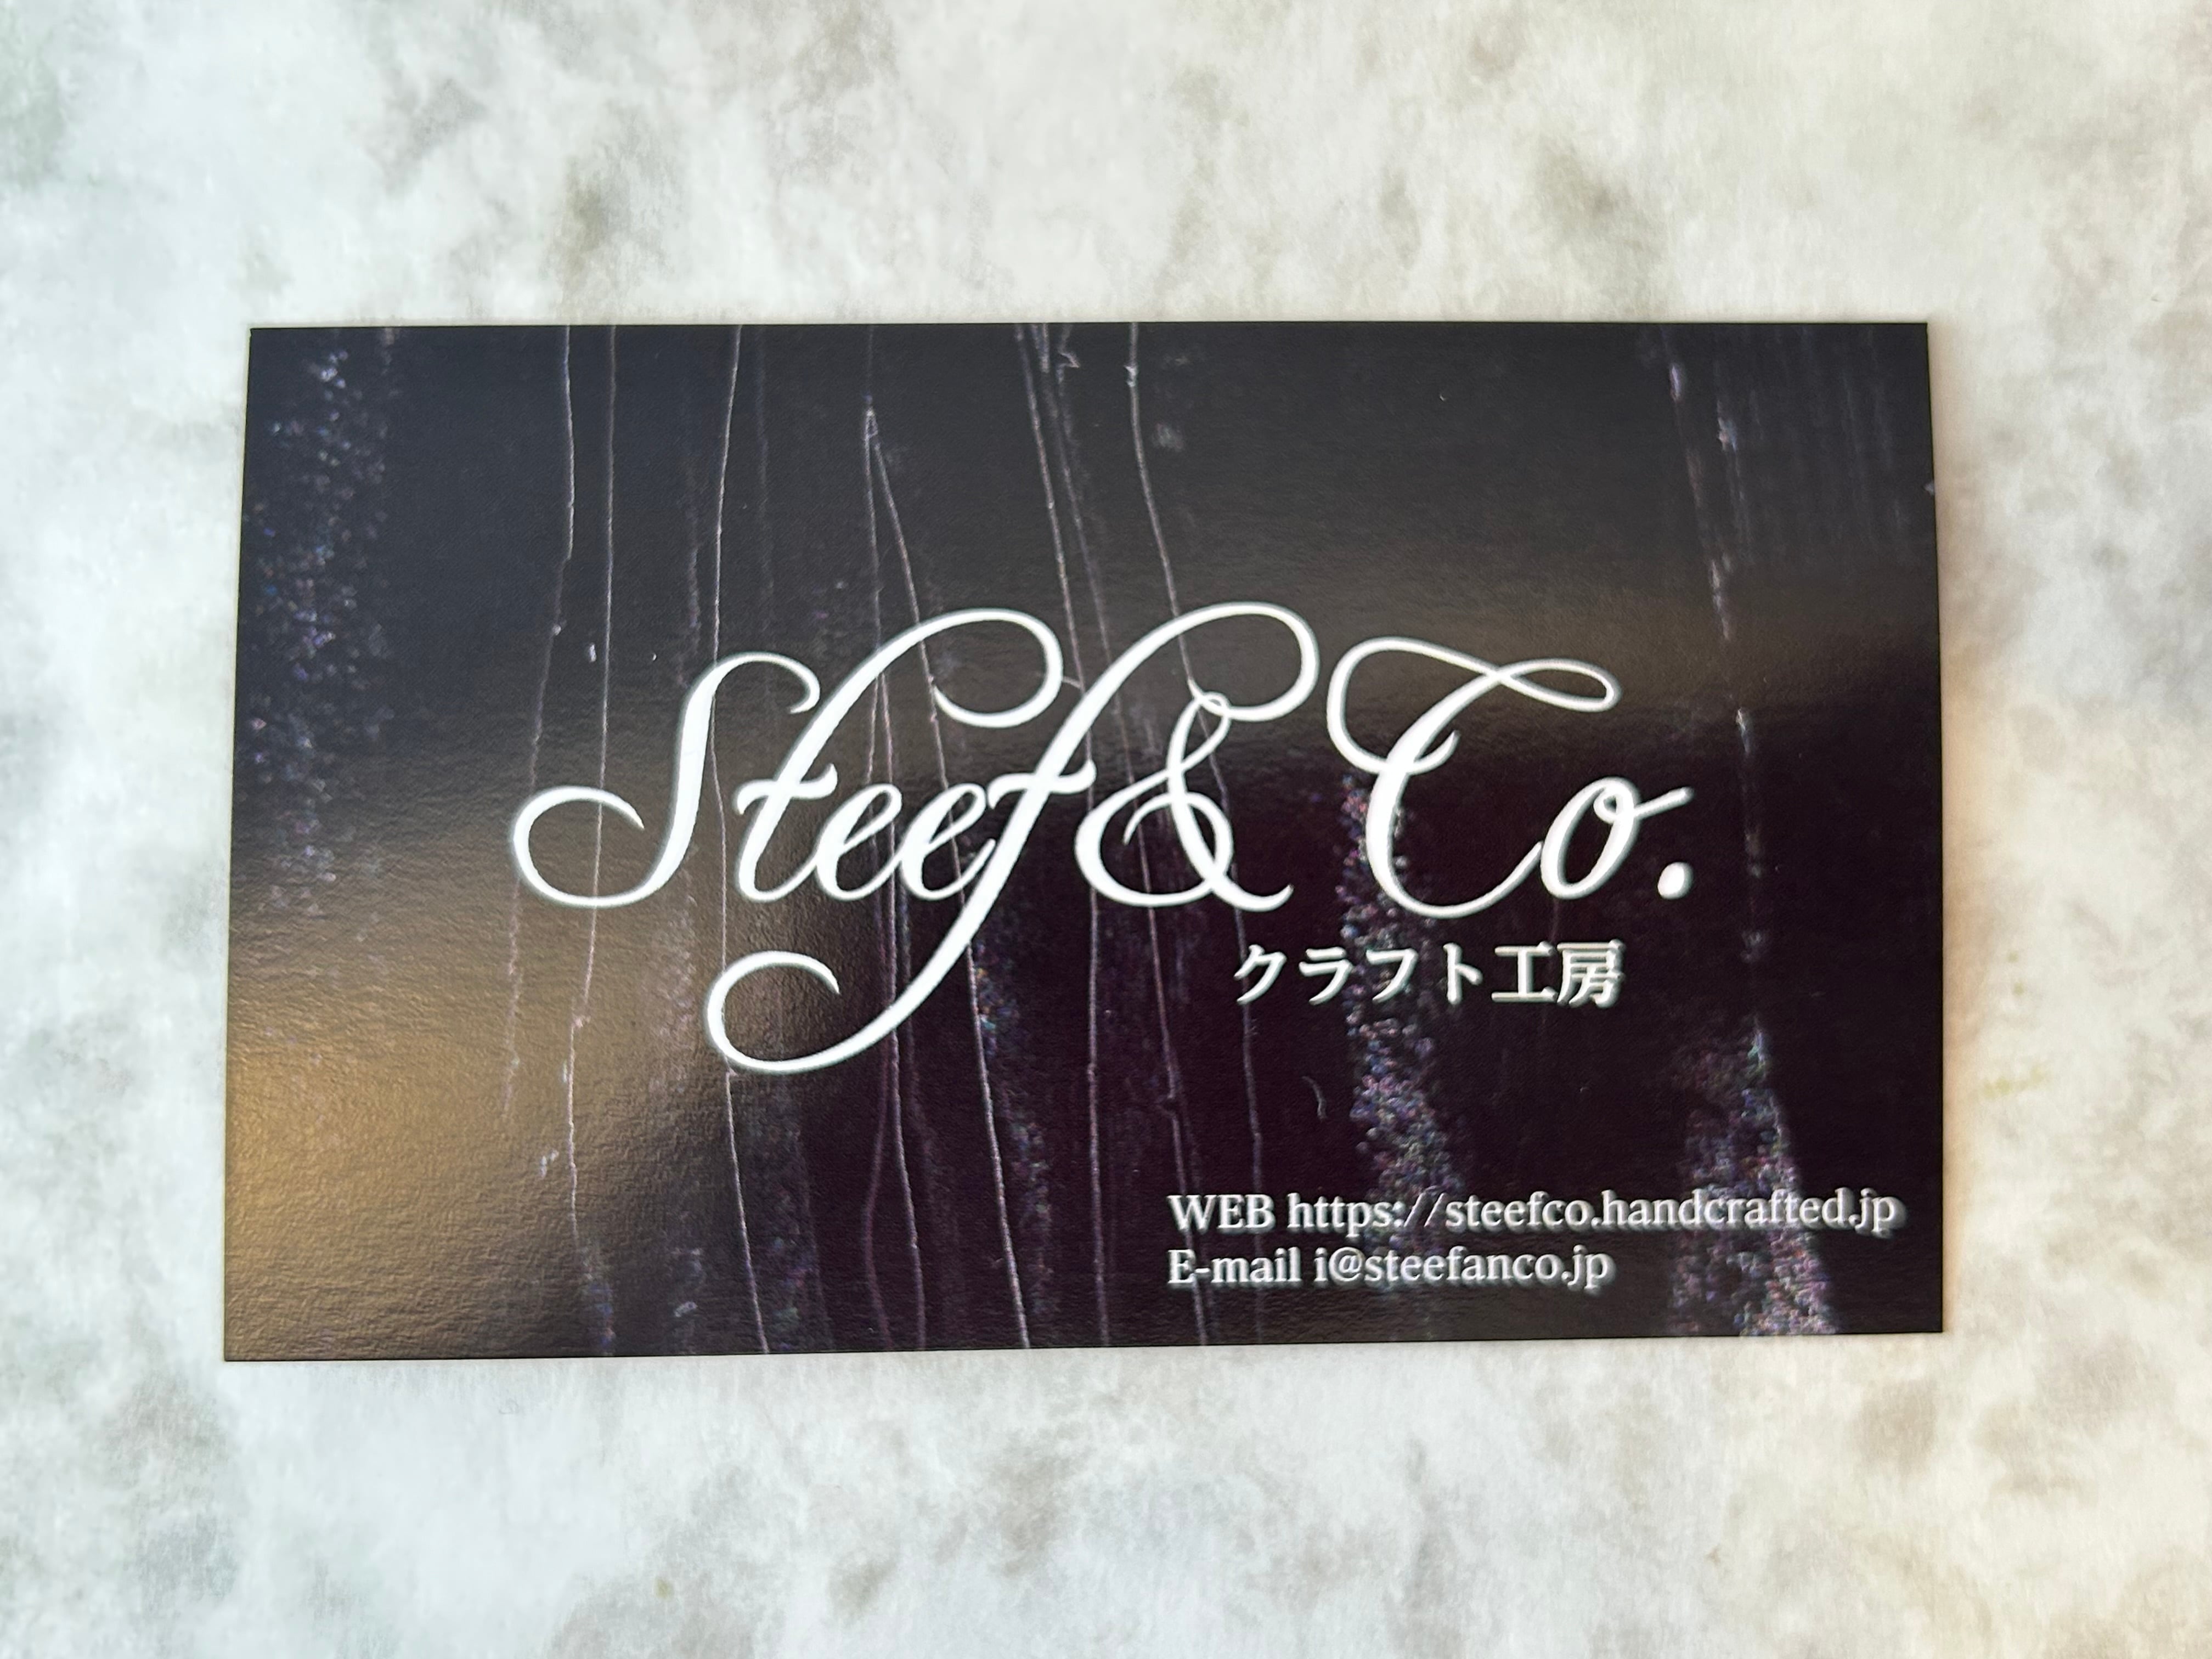 Steef & Co.
クラフト工房
WEB https://steefco.handcrafted.jp
E-mail i@steefanco.jp